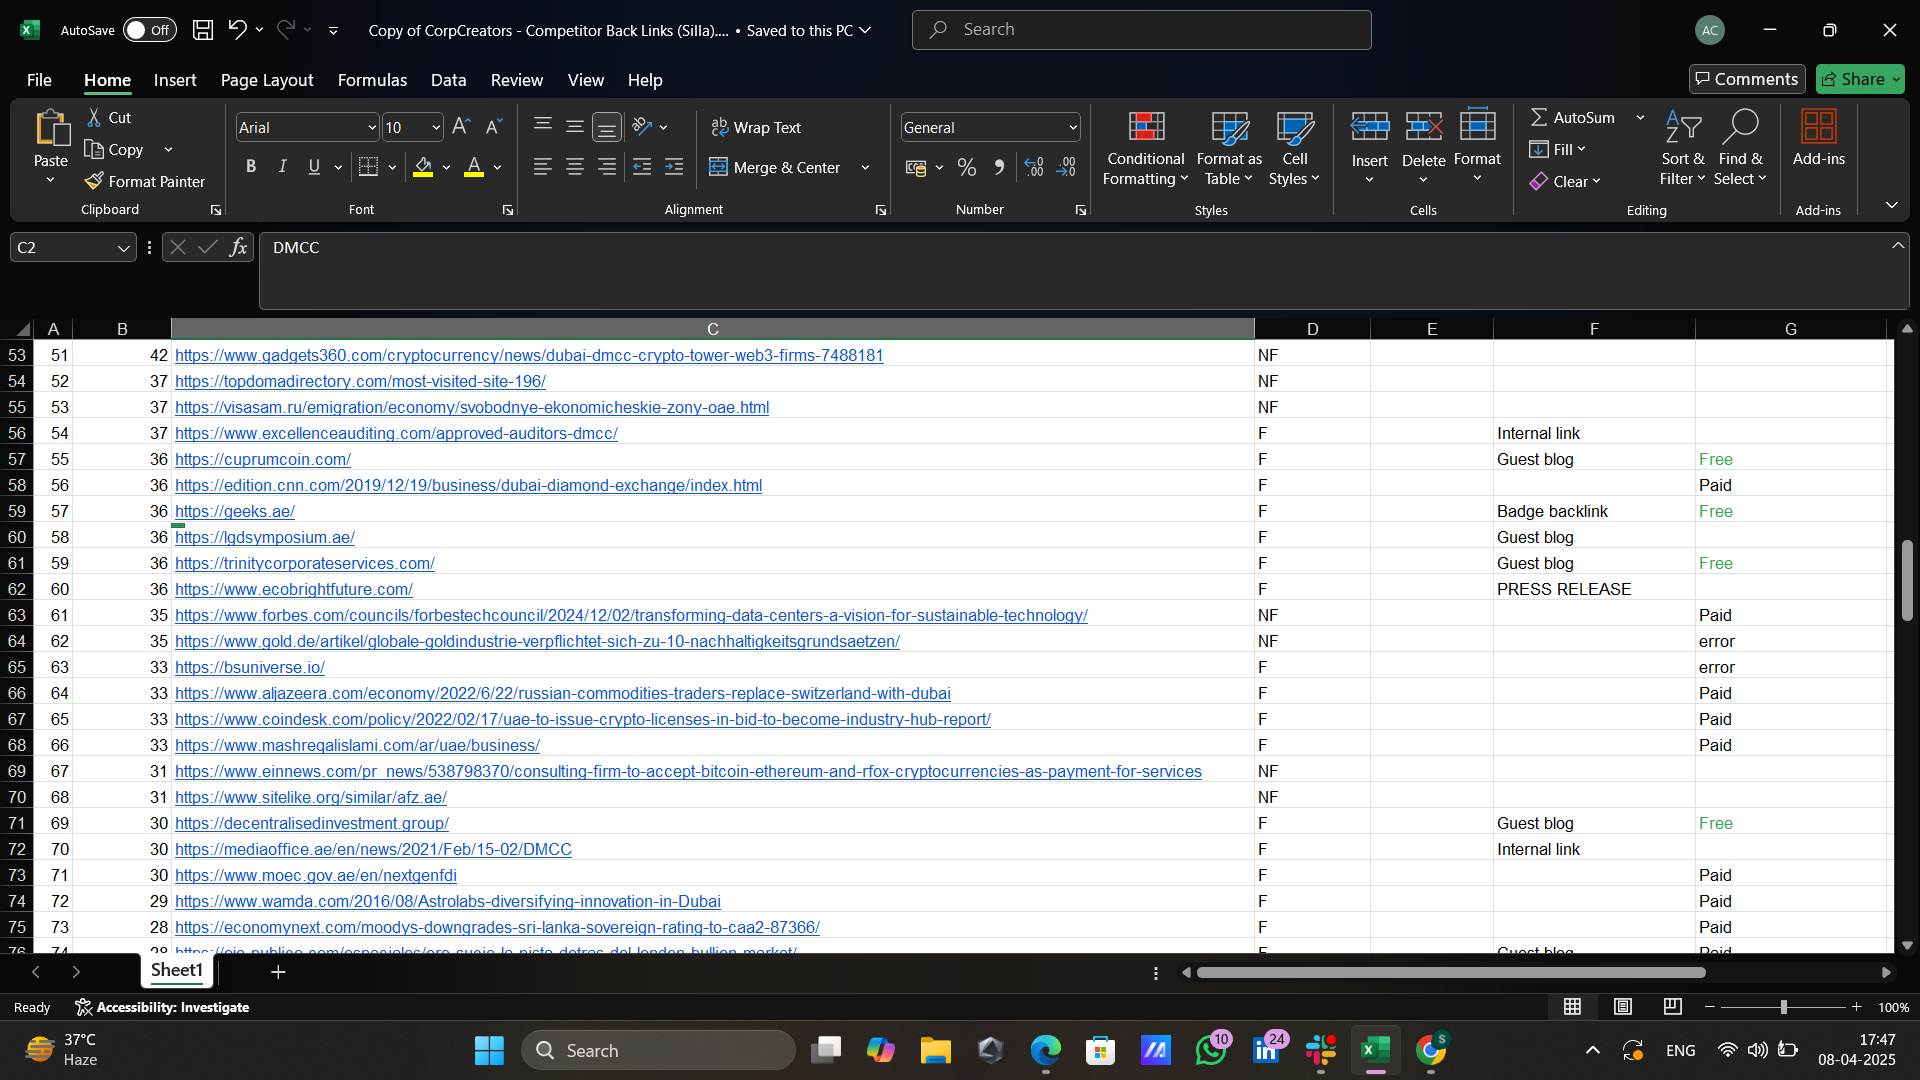 AutoSave Off Copy of CorpCreators - Competitor Back Links (Silla).... • Saved to this PC Search AC
File Home Insert Page Layout Formulas Data Review View Help Comments Share
Paste Cut Copy Format Painter Clipboard
Arial 10 B I U A Font
Wrap Text Merge & Center Alignment
General % Number
Conditional Formatting Format as Table Cell Styles Styles
Insert Delete Format Cells
AutoSum Fill Clear Sort & Filter Find & Select Editing
Add-ins Add-ins
C2 fx DMCC
A B C D E F G
53 51 42 https://www.gadgets360.com/cryptocurrency/news/dubai-dmcc-crypto-tower-web3-firms-7488181 NF
54 52 37 https://topdomadirectory.com/most-visited-site-196/ NF
55 53 37 https://visasam.ru/emigration/economy/svobodnye-ekonomicheskie-zony-oae.html NF
56 54 37 https://www.excellenceauditing.com/approved-auditors-dmcc/ F Internal link
57 55 36 https://cuprumcoin.com/ F Guest blog Free
58 56 36 https://edition.cnn.com/2019/12/19/business/dubai-diamond-exchange/index.html F Paid
59 57 36 https://geeks.ae/ F Badge backlink Free
60 58 36 https://lgdsymposium.ae/ F Guest blog
61 59 36 https://trinitycorporateservices.com/ F Guest blog Free
62 60 36 https://www.ecobrightfuture.com/ F PRESS RELEASE
63 61 35 https://www.forbes.com/councils/forbestechcouncil/2024/12/02/transforming-data-centers-a-vision-for-sustainable-technology/ NF Paid
64 62 35 https://www.gold.de/artikel/globale-goldindustrie-verpflichtet-sich-zu-10-nachhaltigkeitsgrundsaetzen/ NF error
65 63 33 https://bsuniverse.io/ F error
66 64 33 https://www.aljazeera.com/economy/2022/6/22/russian-commodities-traders-replace-switzerland-with-dubai F Paid
67 65 33 https://www.coindesk.com/policy/2022/02/17/uae-to-issue-crypto-licenses-in-bid-to-become-industry-hub-report/ F Paid
68 66 33 https://www.mashreqalislami.com/ar/uae/business/ F Paid
69 67 31 https://www.einnews.com/pr_news/538798370/consulting-firm-to-accept-bitcoin-ethereum-and-rfox-cryptocurrencies-as-payment-for-services NF
70 68 31 https://www.sitelike.org/similar/afz.ae/ NF
71 69 30 https://decentralisedinvestment.group/ F Guest blog Free
72 70 30 https://mediaoffice.ae/en/news/2021/Feb/15-02/DMCC F Internal link
73 71 30 https://www.moec.gov.ae/en/nextgenfdi F Paid
74 72 29 https://www.wamda.com/2016/08/Astrolabs-diversifying-innovation-in-Dubai F Paid
75 73 28 https://economynext.com/moodys-downgrades-sri-lanka-sovereign-rating-to-caa2-87366/ F Paid
76 74 28 https://ojo-publico.com/especiales/oro-sucio-la-pista-detras-del-london-bullion-market/ F Guest blog Paid
Sheet1
Ready Accessibility: Investigate 100%
37°C
Haze
Search
10 24 S
ENG 17:47
08-04-2025